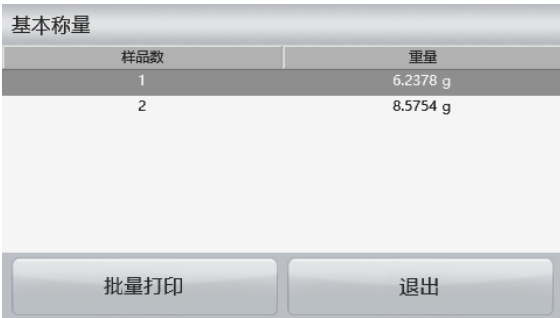 基本称量
样品数 重量
1 6.2378 g
2 8.5754 g
批量打印 退出